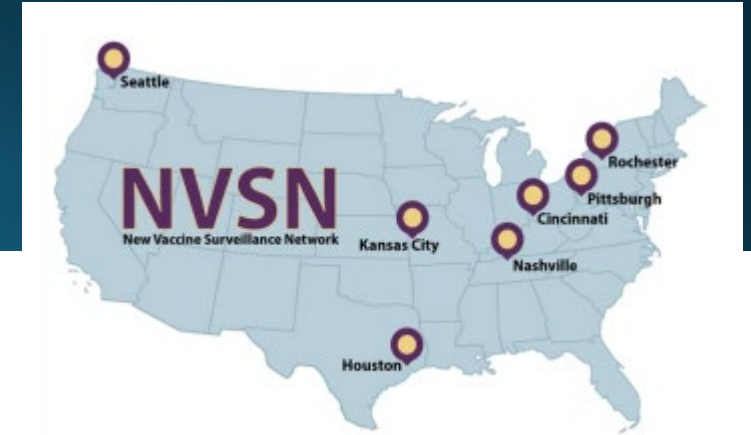 Seattle
Rochester
Pittsburgh
NVSN
New Vaccine Surveillance Network
Cincinnati
Kansas City
Nashville
Houston